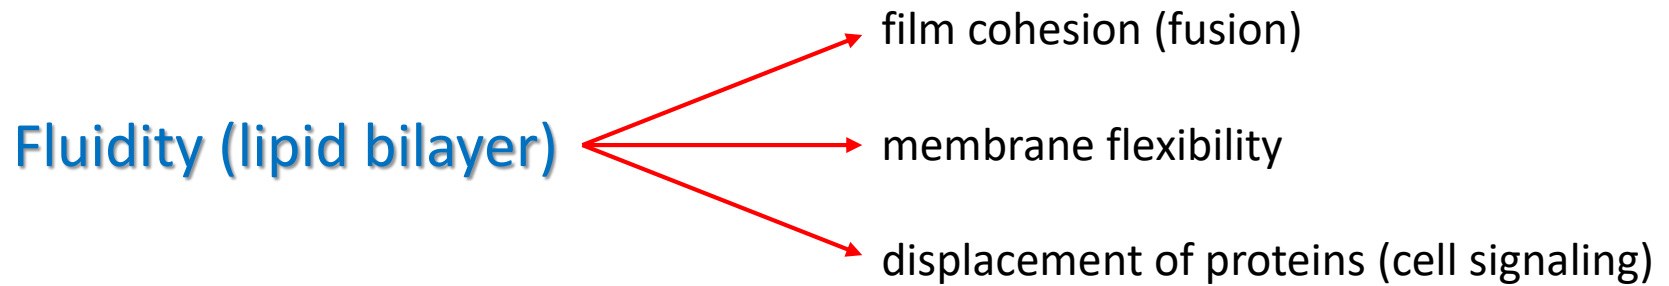 film cohesion (fusion)
Fluidity (lipid bilayer)
membrane flexibility
displacement of proteins (cell signaling)